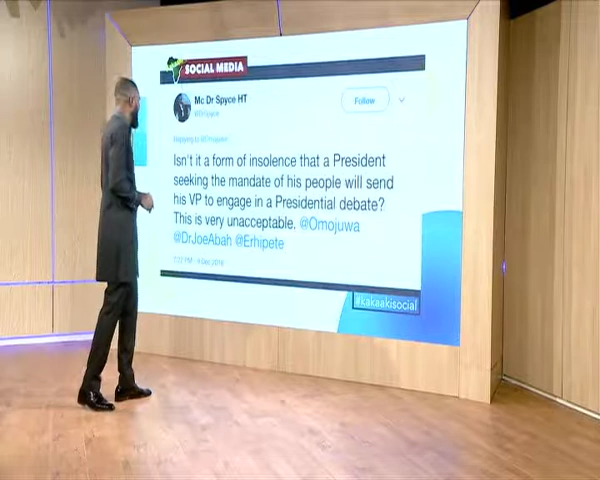 SOCIAL MEDIA
Mc Dr Spyce HT
Follow
Isn't it a form of insolence that a President
seeking the mandate of his people will send
his VP to engage in a Presidential debate?
This is very unacceptable. @Omojuwa
@DrJoeAbah @Erhipete
#kakaakisocial